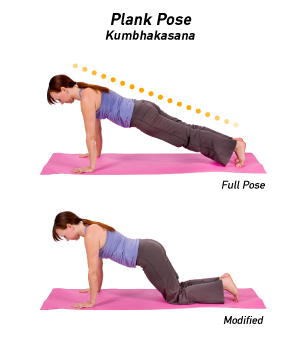 Plank Pose
Kumbhakasana
Full Pose
Modified